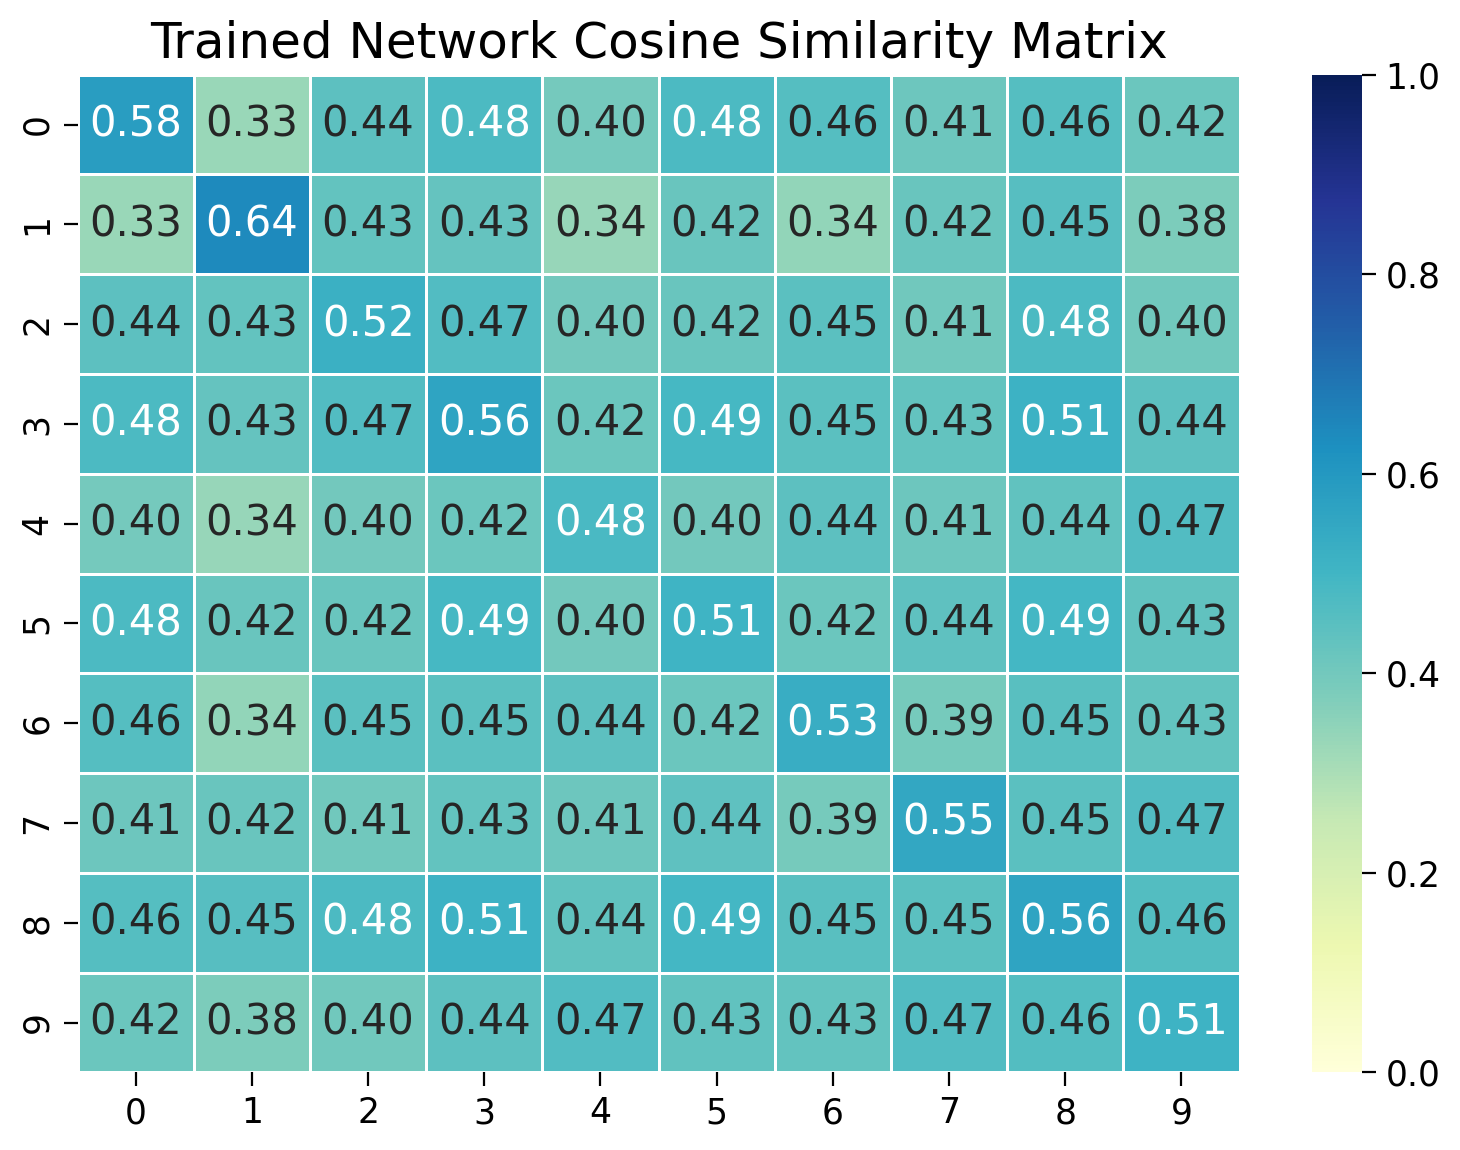 Trained Network Cosine Similarity Matrix
0 0.58 0.33 0.44 0.48 0.40 0.48 0.46 0.41 0.46 0.42
1 0.33 0.64 0.43 0.43 0.34 0.42 0.34 0.42 0.45 0.38
2 0.44 0.43 0.52 0.47 0.40 0.42 0.45 0.41 0.48 0.40
3 0.48 0.43 0.47 0.56 0.42 0.49 0.45 0.43 0.51 0.44
4 0.40 0.34 0.40 0.42 0.48 0.40 0.44 0.41 0.44 0.47
5 0.48 0.42 0.42 0.49 0.40 0.51 0.42 0.44 0.49 0.43
6 0.46 0.34 0.45 0.45 0.44 0.42 0.53 0.39 0.45 0.43
7 0.41 0.42 0.41 0.43 0.41 0.44 0.39 0.55 0.45 0.47
8 0.46 0.45 0.48 0.51 0.44 0.49 0.45 0.45 0.56 0.46
9 0.42 0.38 0.40 0.44 0.47 0.43 0.43 0.47 0.46 0.51
0 1 2 3 4 5 6 7 8 9
1.0
0.8
0.6
0.4
0.2
0.0